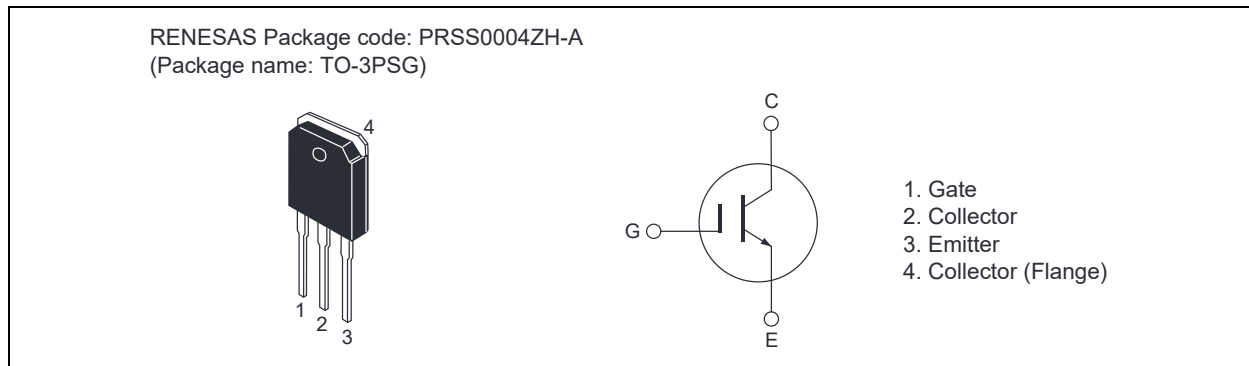 RENESAS Package code: PRSS0004ZH-A
(Package name: TO-3PSG)
4
1
2
3
C
G
E
1. Gate
2. Collector
3. Emitter
4. Collector (Flange)